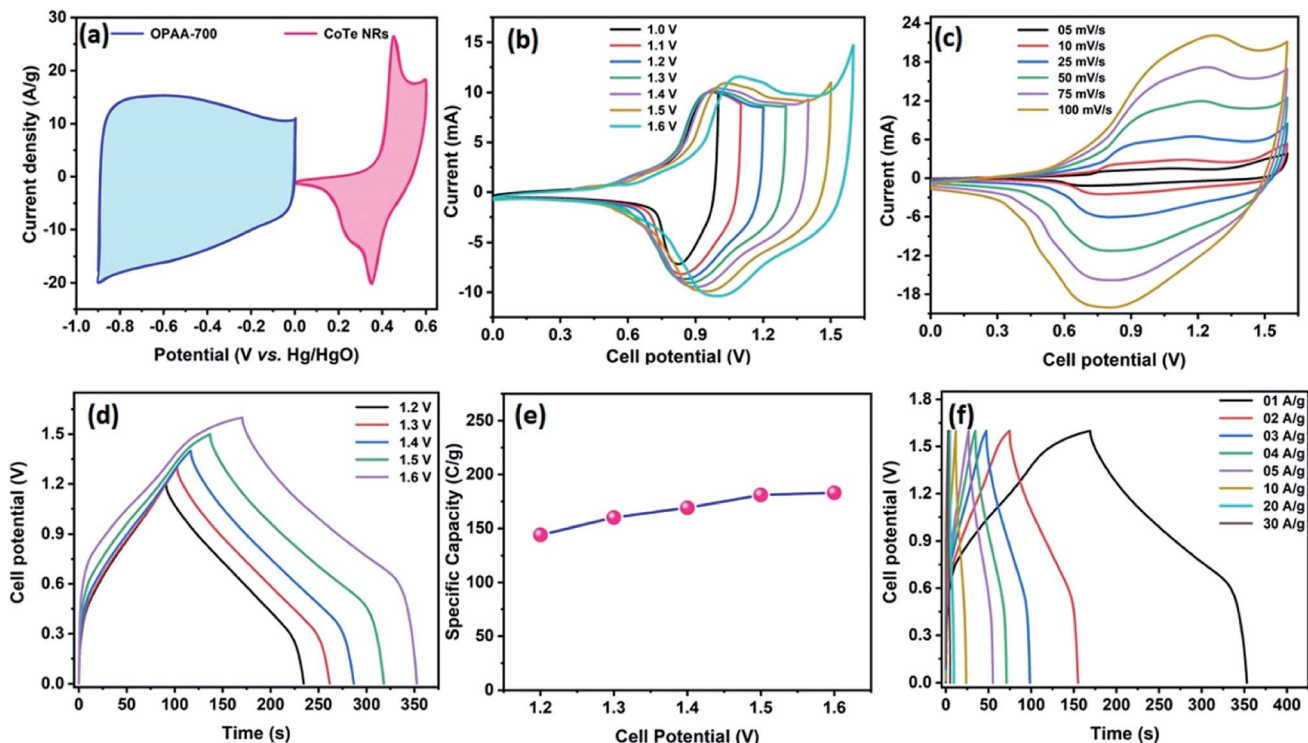 (a)
OPAA-700
CoTe NRs
Current density (A/g)
30
20
10
0
-10
-20
-1.0
-0.8
-0.6
-0.4
-0.2
0.0
0.2
0.4
0.6
Potential (V vs. Hg/HgO)
(b)
1.0 V
1.1 V
1.2 V
1.3 V
1.4 V
1.5 V
1.6 V
Current (mA)
15
10
5
0
-5
-10
0.0
0.3
0.6
0.9
1.2
1.5
Cell potential (V)
(c)
05 mV/s
10 mV/s
25 mV/s
50 mV/s
75 mV/s
100 mV/s
Current (mA)
24
18
12
6
0
-6
-12
-18
0.0
0.3
0.6
0.9
1.2
1.5
Cell potential (V)
(d)
1.2 V
1.3 V
1.4 V
1.5 V
1.6 V
Cell potential (V)
1.5
1.2
0.9
0.6
0.3
0.0
0
50
100
150
200
250
300
350
Time (s)
(e)
Specific Capacity (C/g)
250
200
150
100
50
0
1.2
1.3
1.4
1.5
1.6
Cell Potential (V)
(f)
01 A/g
02 A/g
03 A/g
04 A/g
05 A/g
10 A/g
20 A/g
30 A/g
Cell potential (V)
1.8
1.5
1.2
0.9
0.6
0.3
0.0
0
50
100
150
200
250
300
350
400
Time (s)